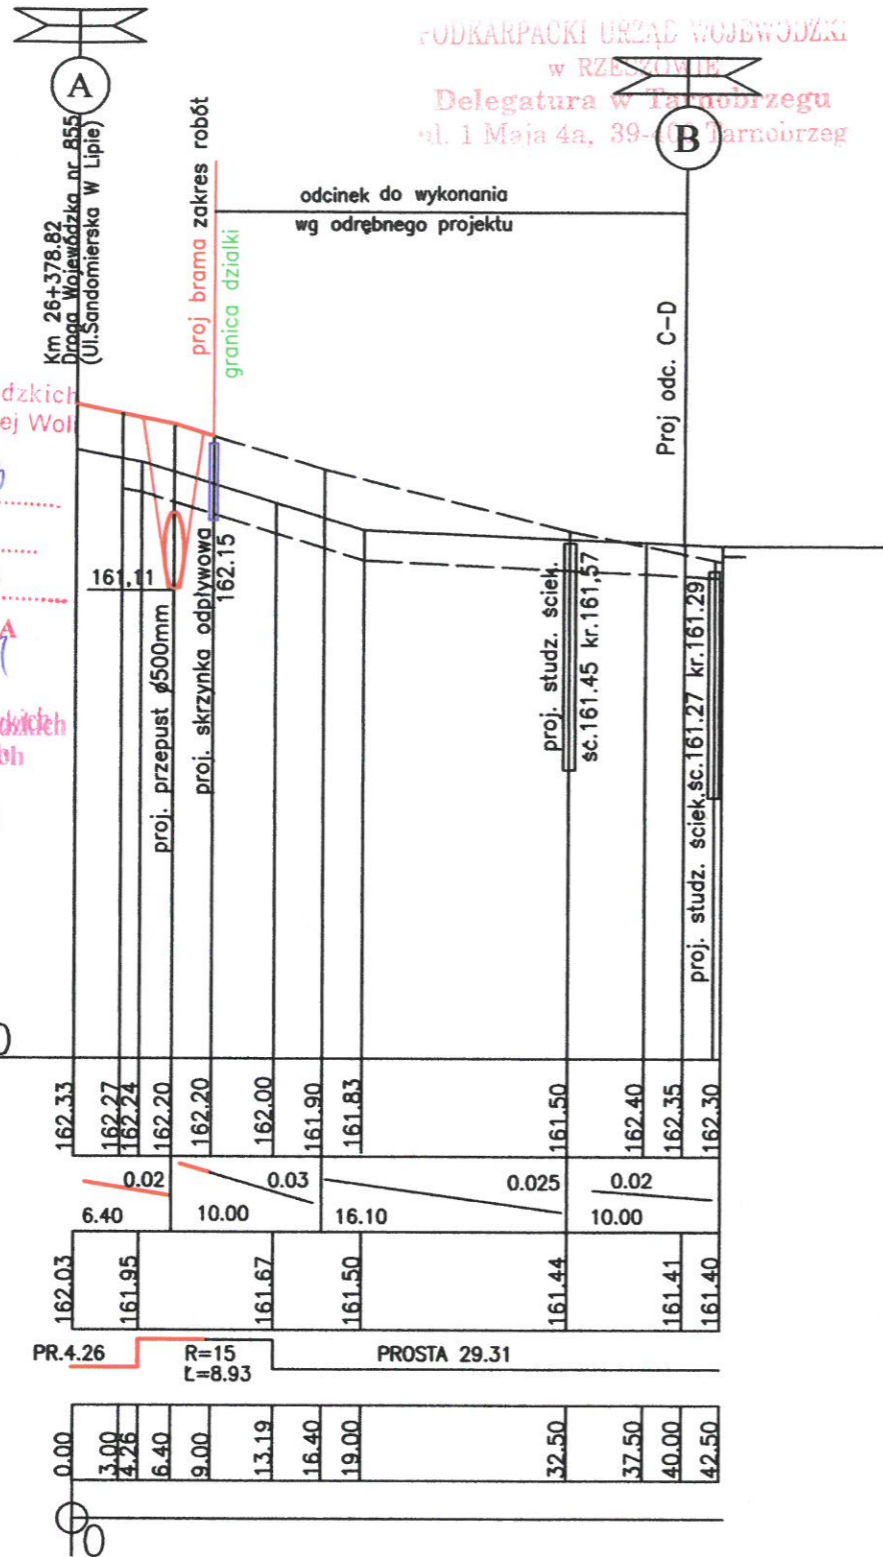 PODKARPACKI URZĄD WOJEWÓDZKI
w RZESZOWIE
Delegatura w Tarnobrzegu
ul. 1 Maja 4a, 39-400 Tarnobrzeg
A
B
Km 26+378.82
Droga Wojewódzka nr 855
(Ul.Sandomierska W Lipie)
proj brama zakres robót
granica działki
odcinek do wykonania
wg odrębnego projektu
Proj odc. C-D
dzkich
ej Woli
A
161,11
proj. przepust ø500mm
proj. skrzynka odpływowa
162.15
proj. studz. ściek.
śc.161.45 kr.161,57
proj. studz. ściek.śc.161.27 kr.161.29
162.33
162.27
162.24
162.20
162.20
162.00
161.90
161.83
161.50
162.40
162.35
162.30
0.02
0.03
0.025
0.02
6.40
10.00
16.10
10.00
162.03
161.95
161.67
161.50
161.44
161.41
161.40
PR.4.26
R=15
Ł=8.93
PROSTA 29.31
0.00
3.00
4.26
6.40
9.00
13.19
16.40
19.00
32.50
37.50
40.00
42.50
0